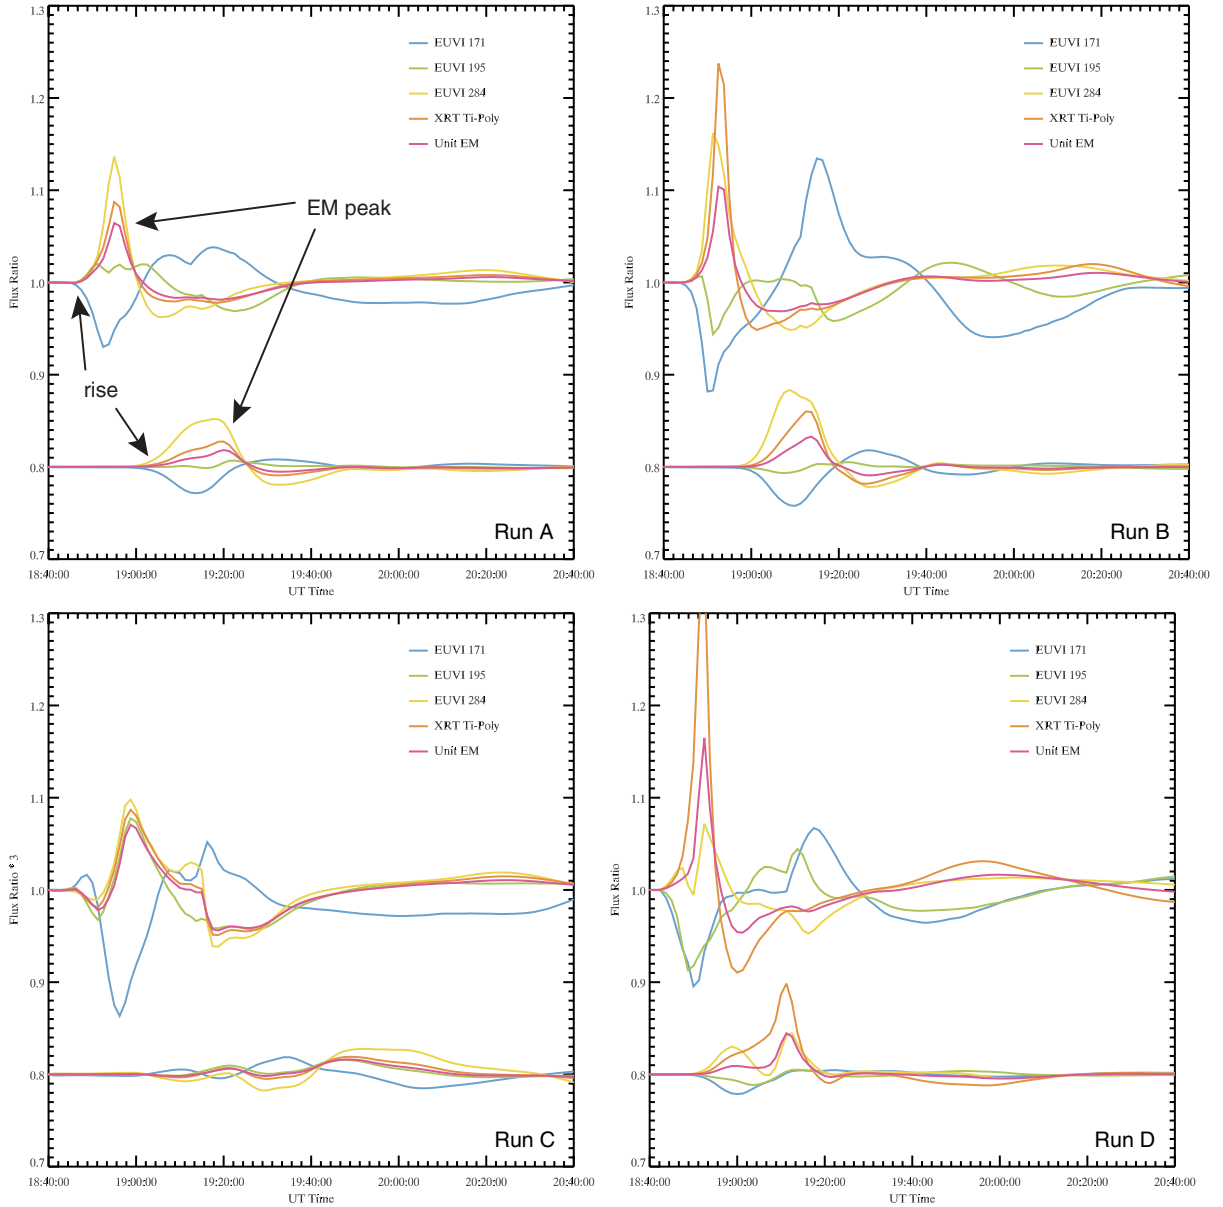 1.3
1.2
1.1
1.0
0.9
0.8
0.7
Flux Ratio
EUVI 171
EUVI 195
EUVI 284
XRT Ti-Poly
Unit EM
EM peak
rise
Run A
18:40:00 19:00:00 19:20:00 19:40:00 20:00:00 20:20:00 20:40:00
UT Time
1.3
1.2
1.1
1.0
0.9
0.8
0.7
Flux Ratio
EUVI 171
EUVI 195
EUVI 284
XRT Ti-Poly
Unit EM
Run B
18:40:00 19:00:00 19:20:00 19:40:00 20:00:00 20:20:00 20:40:00
UT Time
1.3
1.2
1.1
1.0
0.9
0.8
0.7
Flux Ratio * 3
EUVI 171
EUVI 195
EUVI 284
XRT Ti-Poly
Unit EM
Run C
18:40:00 19:00:00 19:20:00 19:40:00 20:00:00 20:20:00 20:40:00
UT Time
1.3
1.2
1.1
1.0
0.9
0.8
0.7
Flux Ratio
EUVI 171
EUVI 195
EUVI 284
XRT Ti-Poly
Unit EM
Run D
18:40:00 19:00:00 19:20:00 19:40:00 20:00:00 20:20:00 20:40:00
UT Time